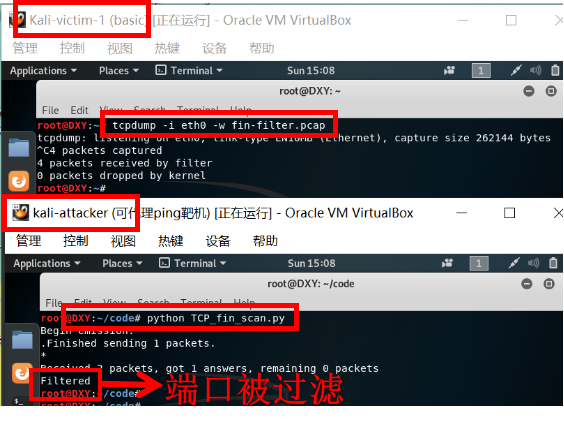 Kali-victim-1 (basic) [正在运行] - Oracle VM VirtualBox
管理 控制 视图 热键 设备 帮助
Applications Places Terminal Sun 15:08 1
root@DXY: ~
File Edit View Search Terminal Help
root@DXY:~# tcpdump -i eth0 -w fin-filter.pcap
tcpdump: listening on eth0, link-type EN10MB (Ethernet), capture size 262144 bytes
^C4 packets captured
4 packets received by filter
0 packets dropped by kernel
root@DXY:~#
kali-attacker (可代理ping靶机) [正在运行] - Oracle VM VirtualBox
管理 控制 视图 热键 设备 帮助
Applications Places Terminal Sun 15:08 1
root@DXY: ~/code
File Edit View Search Terminal Help
root@DXY:~/code# python TCP_fin_scan.py
Begin emission:
.Finished sending 1 packets.
*
Received 2 packets, got 1 answers, remaining 0 packets
Filtered
端口被过滤
root@DXY:~/code#
root@DXY:~/code#